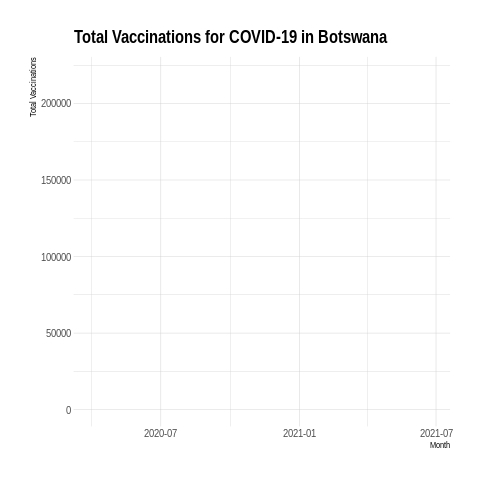 Total Vaccinations for COVID-19 in Botswana
Total Vaccinations
200000
150000
100000
50000
0
2020-07 2021-01 2021-07
Month